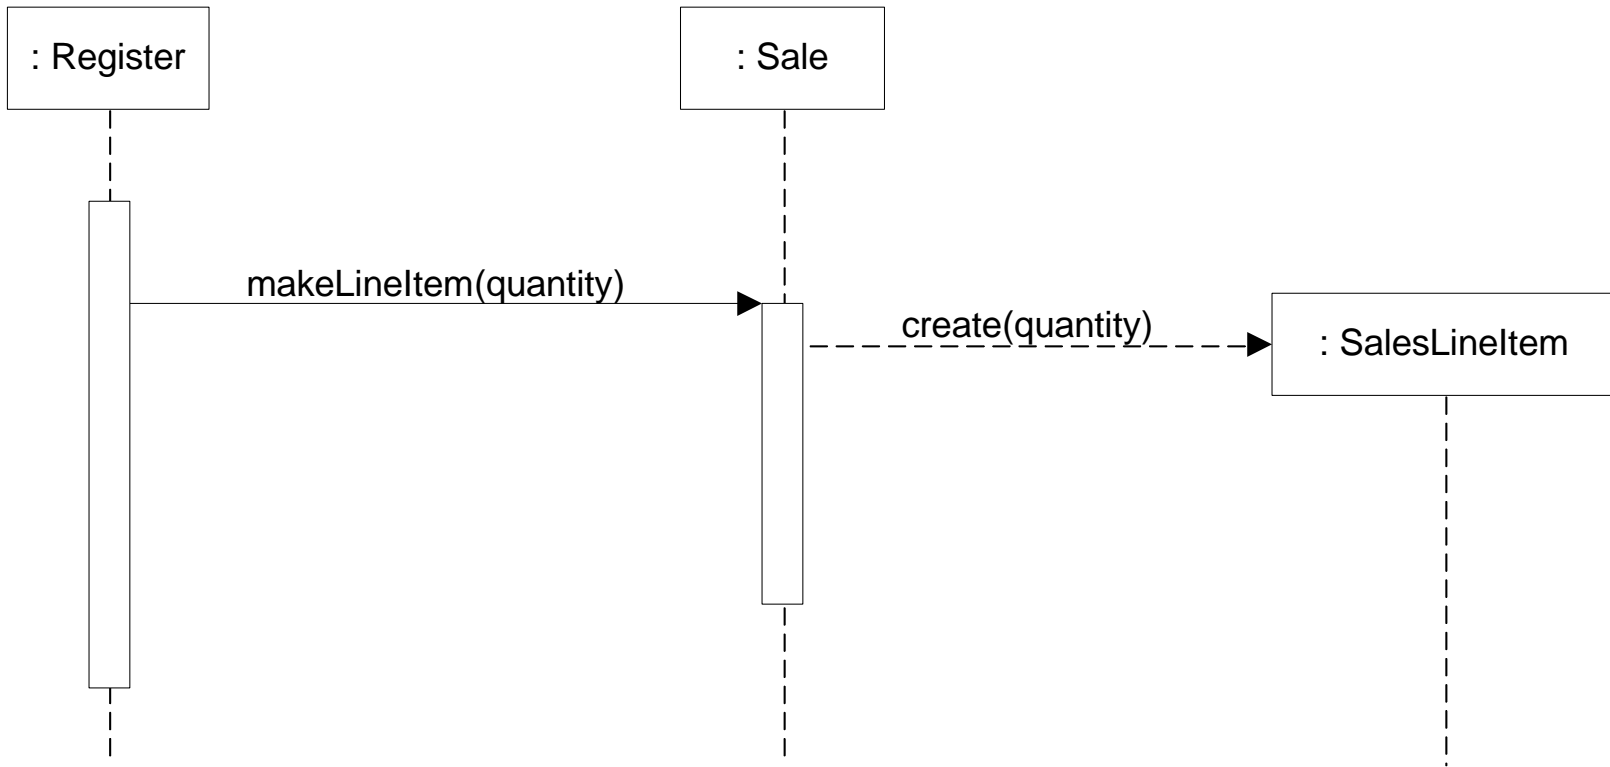 : Register
: Sale
makeLineItem(quantity)
create(quantity)
: SalesLineItem